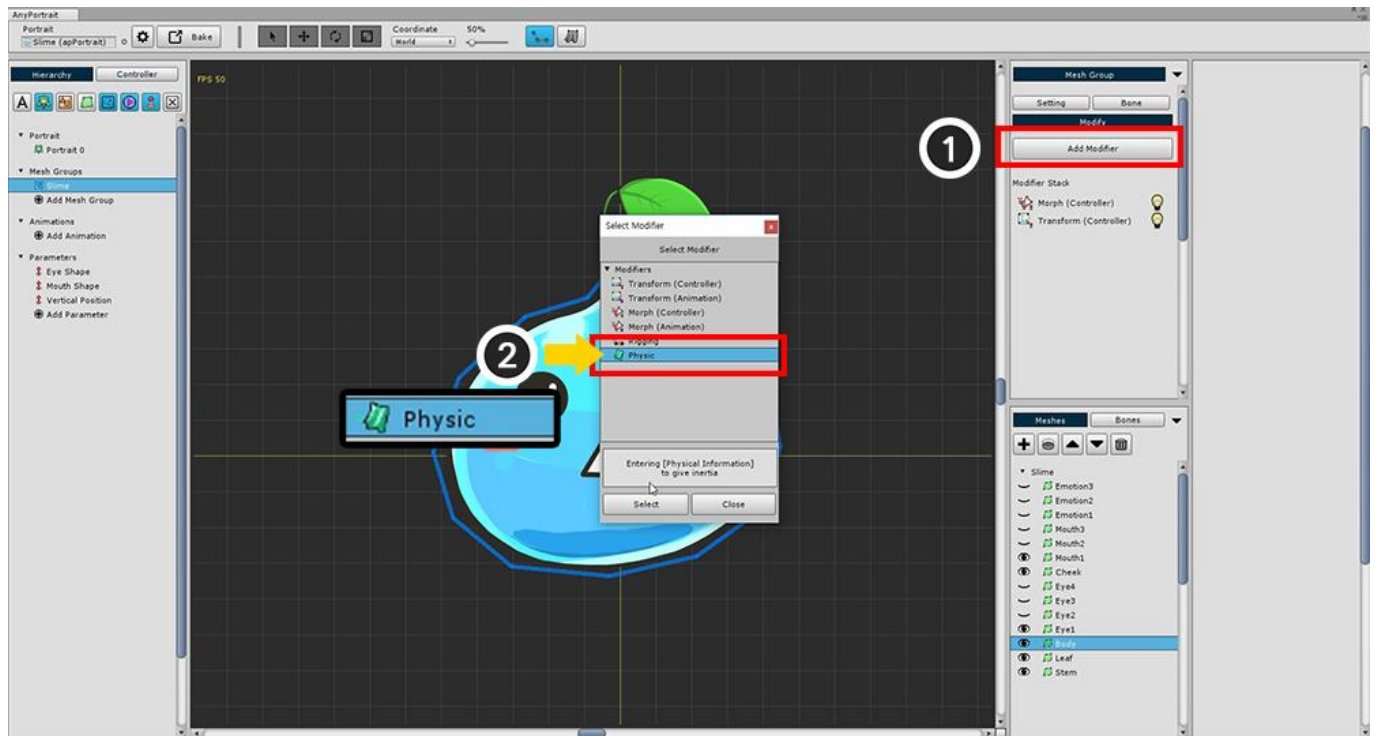 AnyPortrait
Portrait
Slime (apPortrait)
Bake
Coordinate
World
50%
Hierarchy
Controller
A
Portrait
Portrait 0
Mesh Groups
Slime
Add Mesh Group
Animations
Add Animation
Parameters
Eye Shape
Mouth Shape
Vertical Position
Add Parameter
FPS 50
Select Modifier
Select Modifier
Modifiers
Transform (Controller)
Transform (Animation)
Morph (Controller)
Morph (Animation)
Rigging
Physic
2
Physic
Entering [Physical Information]
to give inertia
Select
Close
1
Mesh Group
Setting
Bone
Modify
Add Modifier
Modifier Stack
Morph (Controller)
Transform (Controller)
Meshes
Bones
Slime
Emotion3
Emotion2
Emotion1
Mouth3
Mouth2
Mouth1
Cheek
Eye4
Eye3
Eye2
Eye1
Body
Leaf
Stem